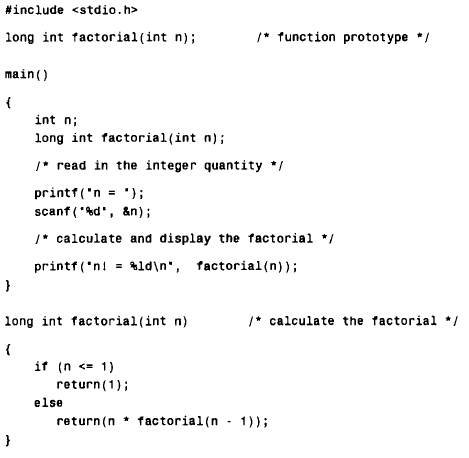 #include <stdio.h>
long int factorial(int n);          /* function prototype */
main()
{
    int n;
    long int factorial(int n);
    /* read in the integer quantity */
    printf("n = ");
    scanf("%d", &n);
    /* calculate and display the factorial */
    printf("n! = %ld\n",  factorial(n));
}
long int factorial(int n)          /* calculate the factorial */
{
    if (n <= 1)
       return(1);
    else
       return(n * factorial(n - 1));
}